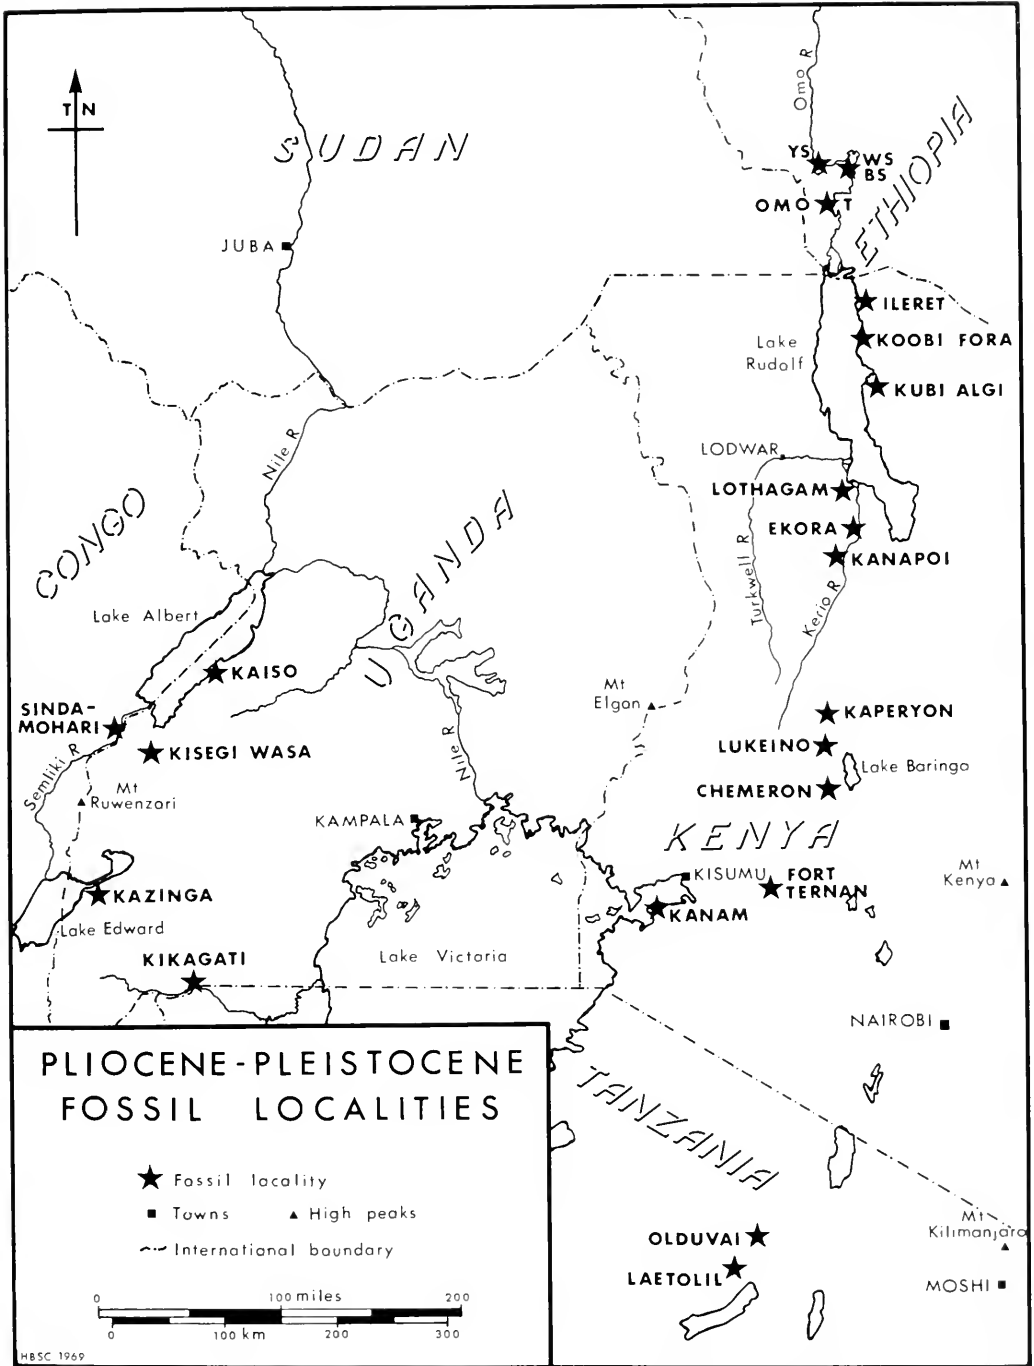 T N
SUDAN
Omo R
ETHIOPIA
YS
WS
BS
OMO
T
JUBA
ILERET
KOOBI FORA
KUBI ALGI
Lake
Rudolf
Nile R
LODWAR
LOTHAGAM
EKORA
KANAPOI
CONGO
UGANDA
Turkwell R
Kerio R
Lake Albert
KAISO
Mt
Elgon
SINDA-
MOHARI
KISEGI WASA
Semliki R
Nile R
KAPERYON
LUKEINO
Lake Baringo
CHEMERON
Mt
Ruwenzori
KAMPALA
KENYA
KISUMU
FORT
TERNAN
Mt
Kenya
KAZINGA
KANAM
Lake Edward
Lake Victoria
KIKAGATI
NAIROBI
TANZANIA
PLIOCENE-PLEISTOCENE
FOSSIL LOCALITIES
Fossil locality
Towns
High peaks
International boundary
0 100 miles 200
0 100 km 200 300
HBSC 1969
OLDUVAI
LAETOLIL
Mt
Kilimanjaro
MOSHI